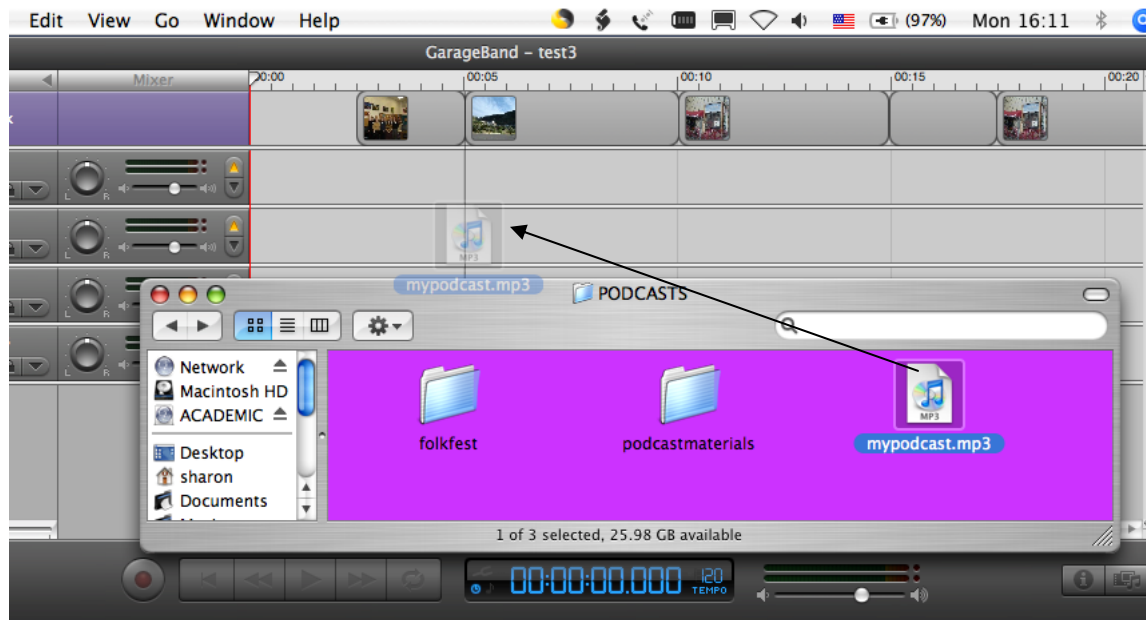 Edit View Go Window Help (97%) Mon 16:11
GarageBand – test3
Mixer 00:00 00:05 00:10 00:15 00:20
L R
L R
MP3
mypodcast.mp3
PODCASTS
L
L
Network
Macintosh HD
ACADEMIC
Desktop
sharon
Documents
folkfest
podcastmaterials
MP3
mypodcast.mp3
1 of 3 selected, 25.98 GB available
00:00:00.000 120
TEMPO